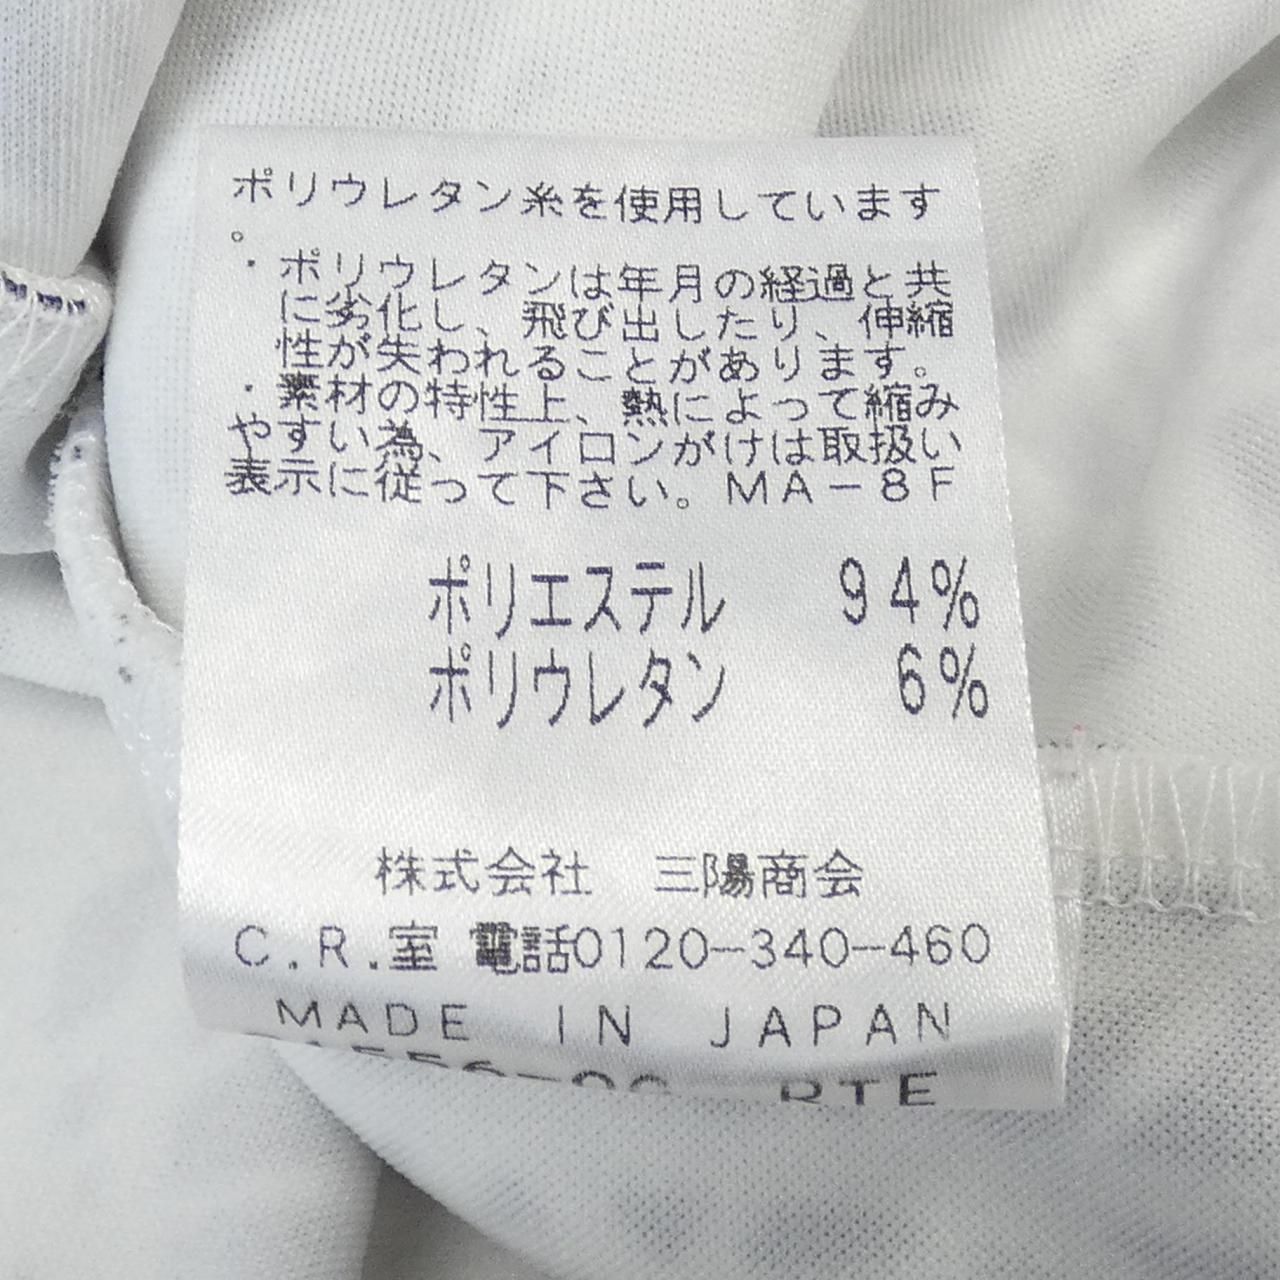 ポリウレタン糸を使用しています
。
・ポリウレタンは年月の経過と共
に劣化し、飛び出したり、伸縮
性が失われることがあります。
・素材の特性上、熱によって縮み
やすい為、アイロンがけは取扱い
表示に従って下さい。MA-8F
ポリエステル 94%
ポリウレタン 6%
株式会社 三陽商会
C.R.室 電話0120-340-460
MADE IN JAPAN
RTE